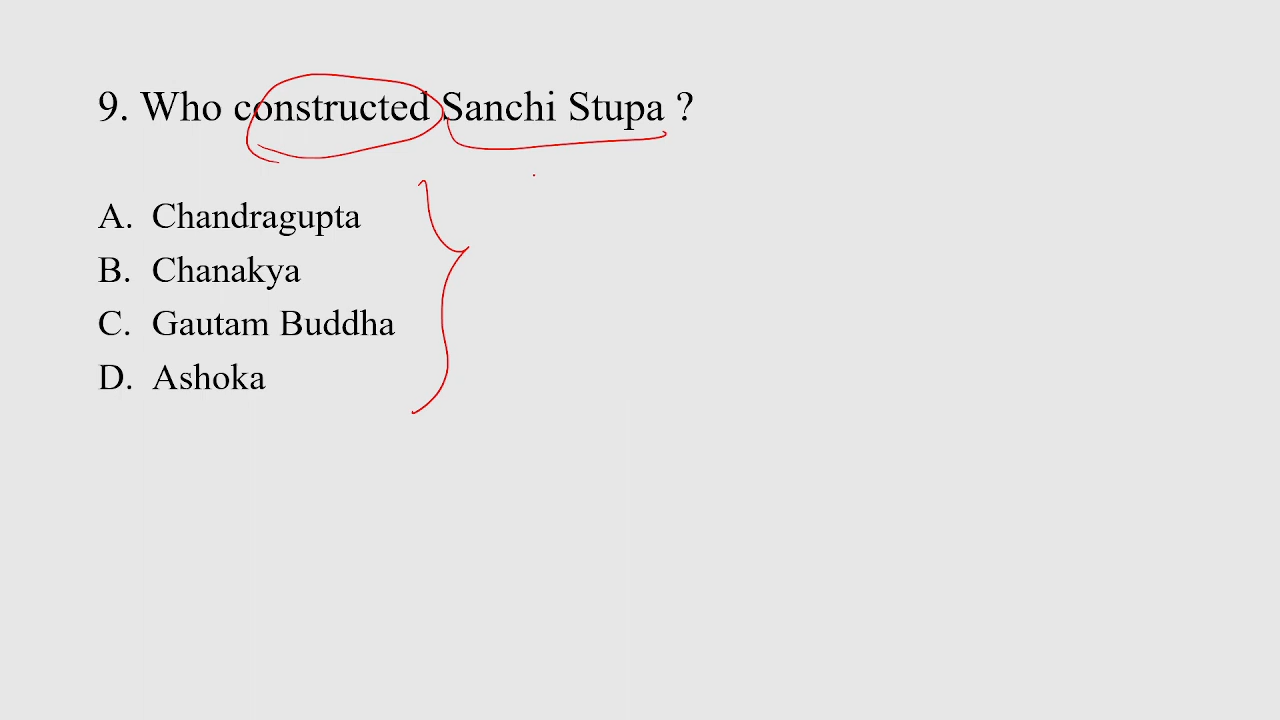 9. Who constructed Sanchi Stupa ?
A. Chandragupta
B. Chanakya
C. Gautam Buddha
D. Ashoka